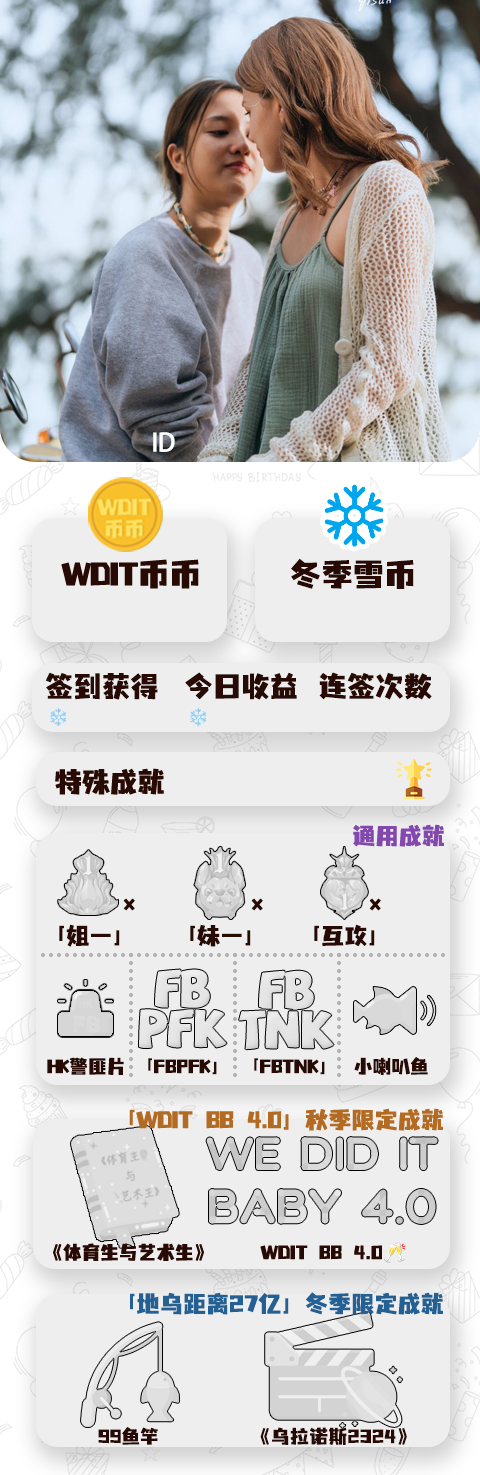 ID
HAPPY BIRTHDAY
WDIT
币币
WDIT币币
冬季雪币
签到获得 今日收益 连签次数
特殊成就
通用成就
1 1 1
× × ×
「姐一」 「妹一」 「互攻」
FB PFK
FB TNK
HK警匪片 「FBPFK」 「FBTNK」 小喇叭鱼
「WDIT BB 4.0」秋季限定成就
《体育生
与
艺术生》
WE DID IT
BABY 4.0
《体育生与艺术生》 WDIT BB 4.0
「地乌距离27亿」冬季限定成就
99鱼竿 《乌拉诺斯2324》